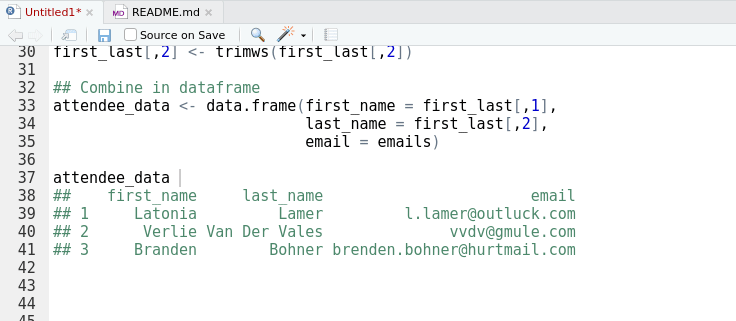 Untitled1* × MD README.md ×
Source on Save
30 first_last[,2] <- trimws(first_last[,2])
31
32 ## Combine in dataframe
33 attendee_data <- data.frame(first_name = first_last[,1],
34                             last_name = first_last[,2],
35                             email = emails)
36
37 attendee_data
38 ##    first_name     last_name                       email
39 ## 1     Latonia         Lamer         l.lamer@outluck.com
40 ## 2      Verlie Van Der Vales              vvdv@gmule.com
41 ## 3     Branden        Bohner brenden.bohner@hurtmail.com
42
43
44
45